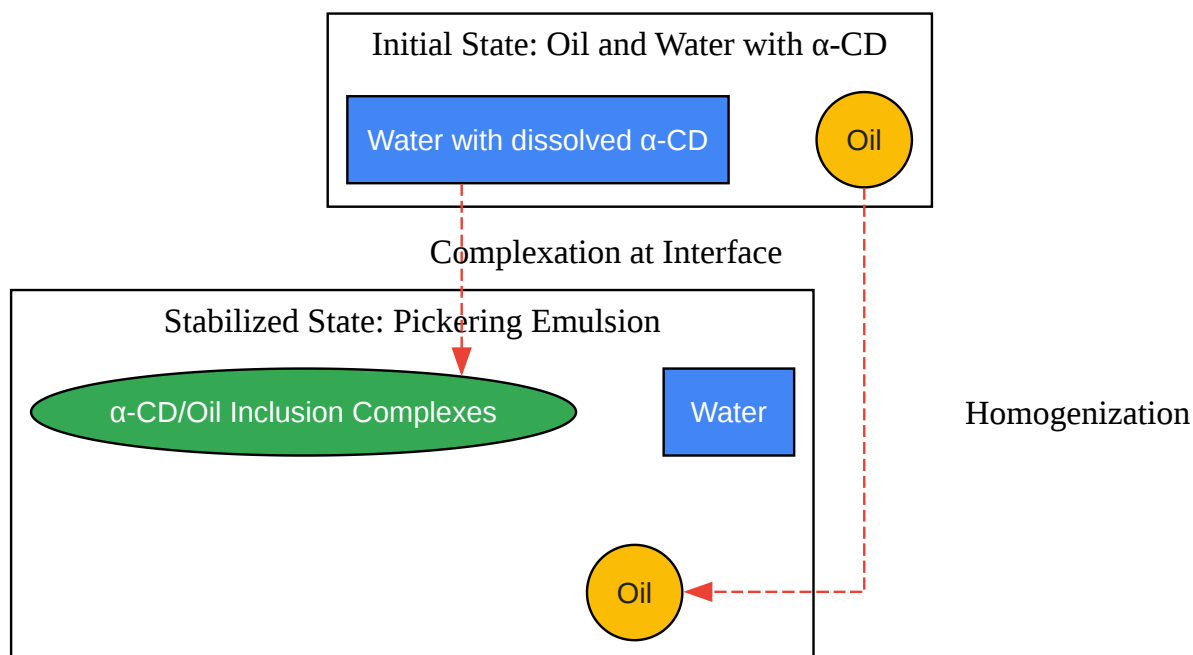 Initial State: Oil and Water with α-CD
Water with dissolved α-CD
Oil
Complexation at Interface
Stabilized State: Pickering Emulsion
α-CD/Oil Inclusion Complexes
Water
Homogenization
Oil